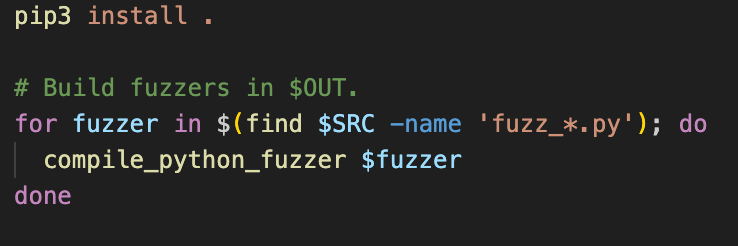 pip3 install .
# Build fuzzers in $OUT.
for fuzzer in $(find $SRC -name 'fuzz_*.py'); do
  compile_python_fuzzer $fuzzer
done